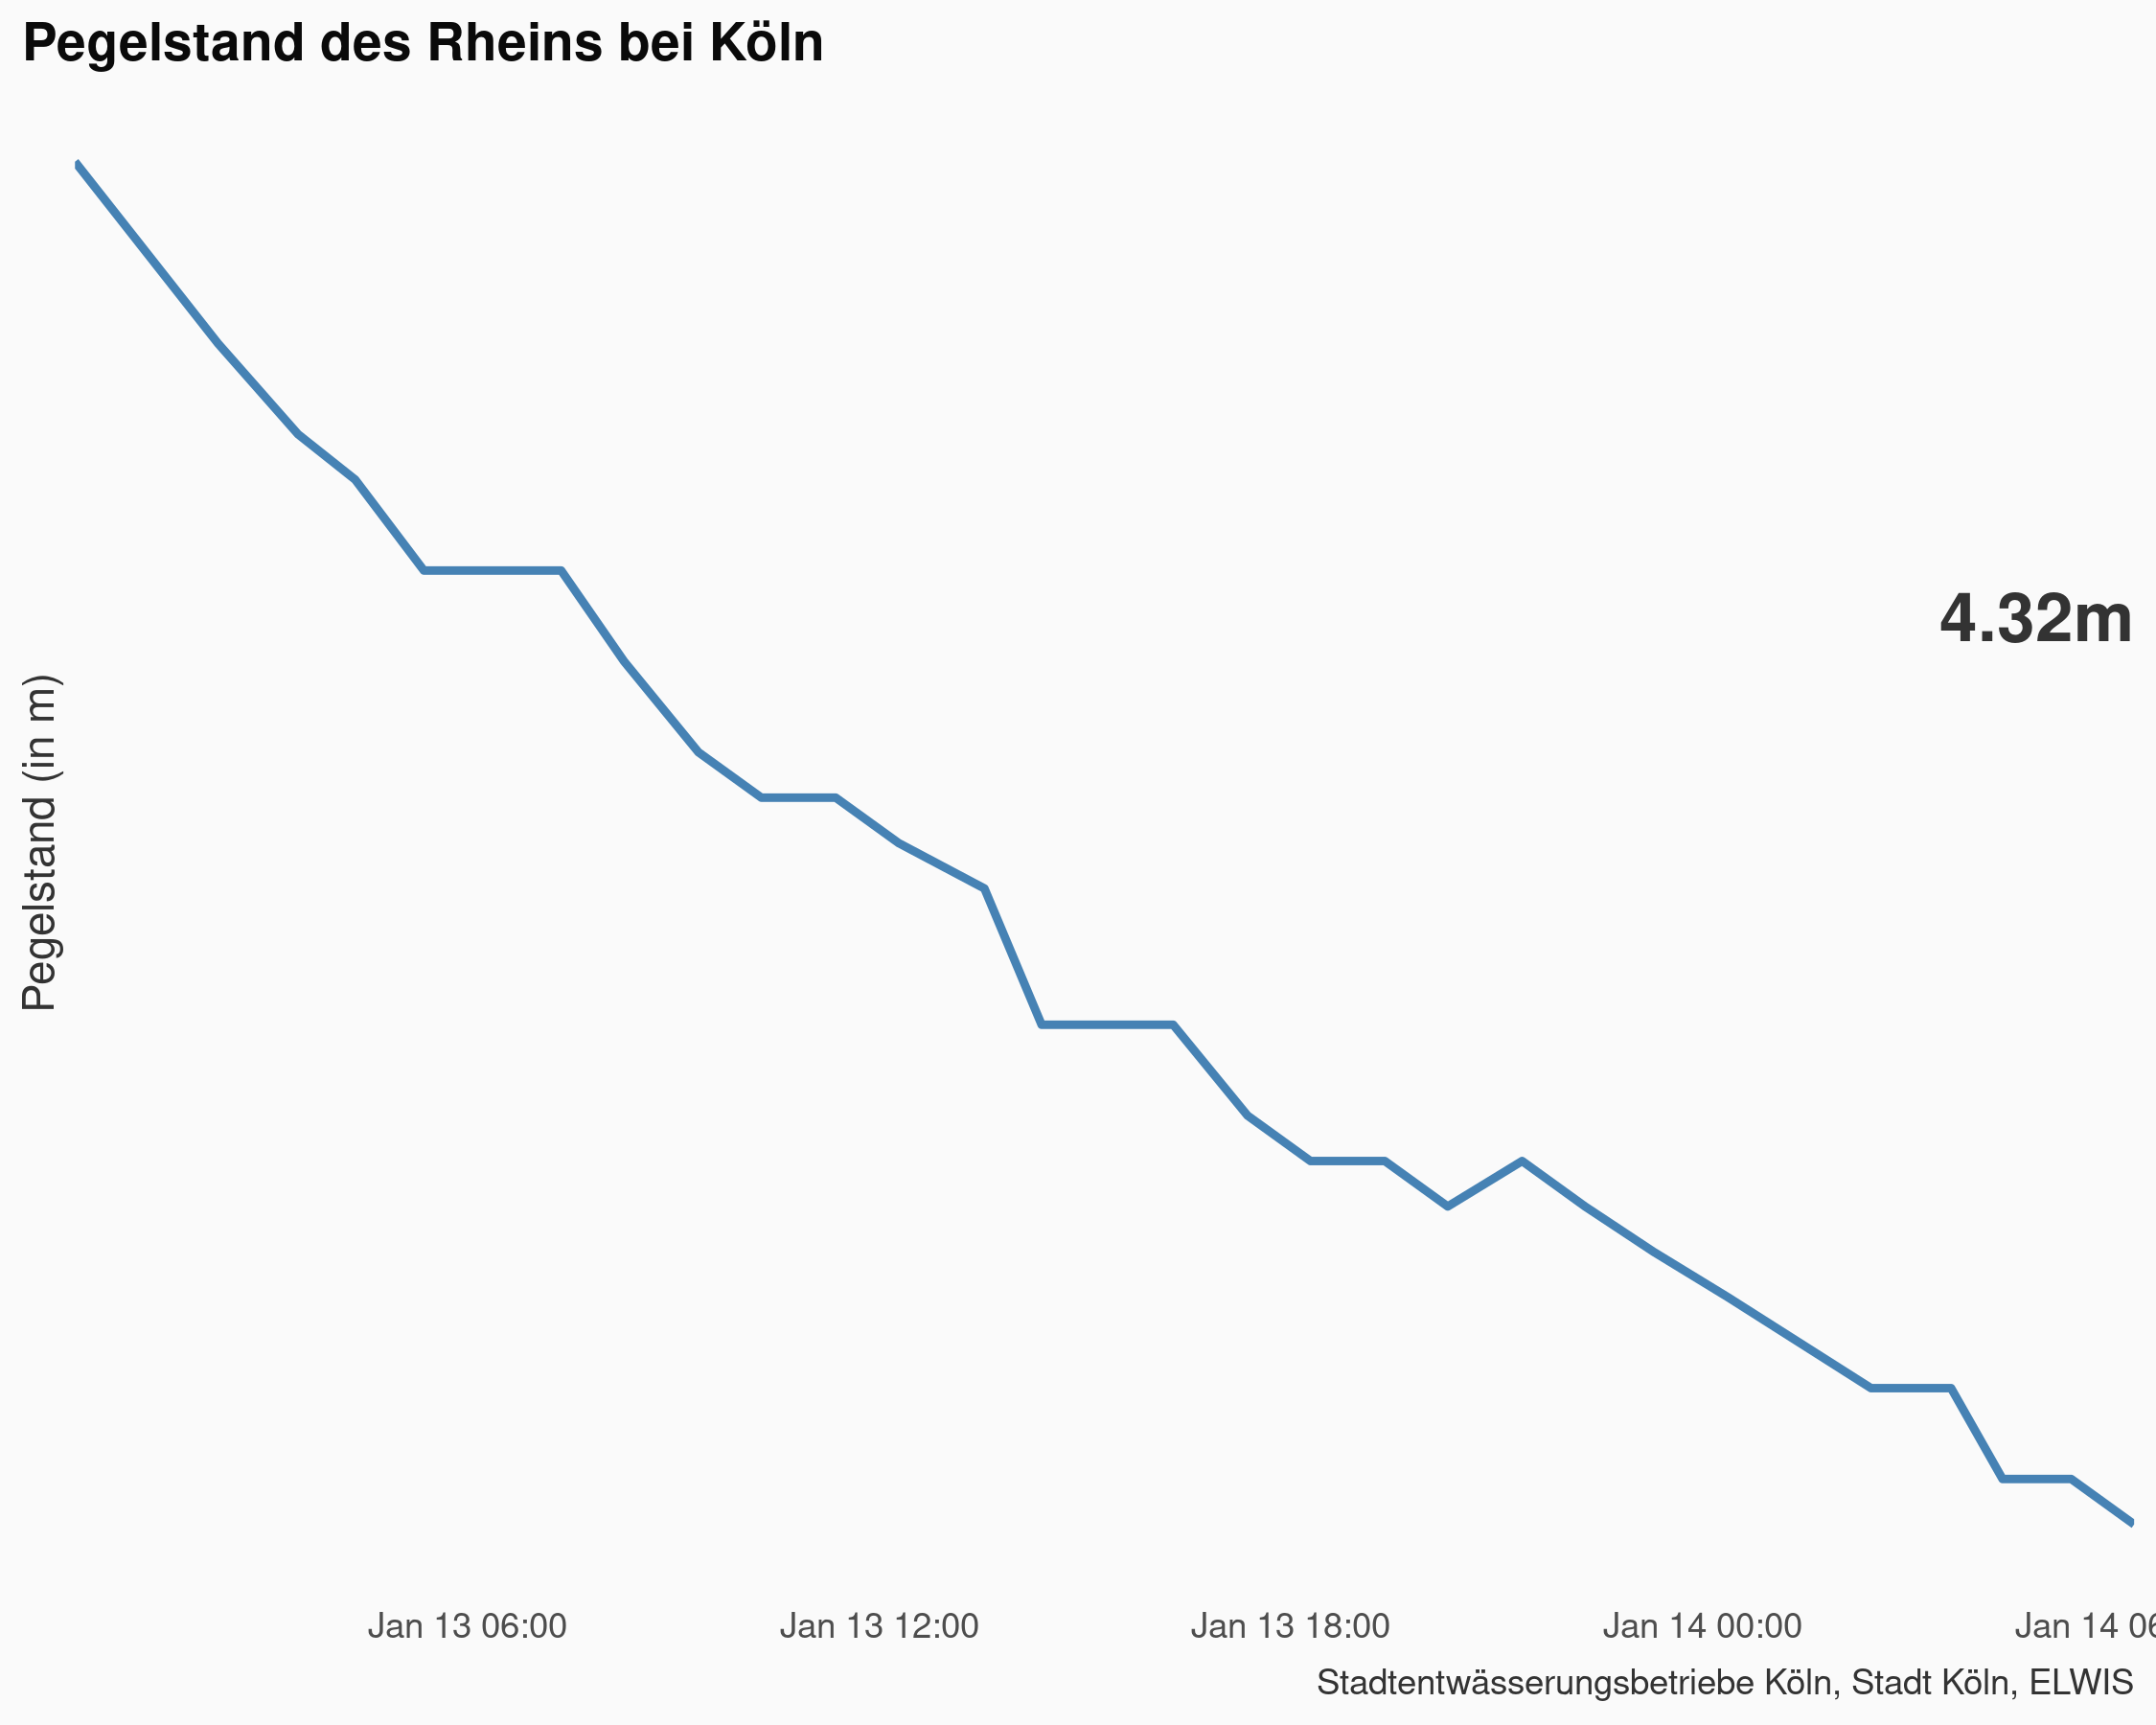 Pegelstand des Rheins bei Köln
4.32m
Pegelstand (in m)
Jan 13 06:00
Jan 13 12:00
Jan 13 18:00
Jan 14 00:00
Jan 14 06
Stadtentwässerungsbetriebe Köln, Stadt Köln, ELWIS